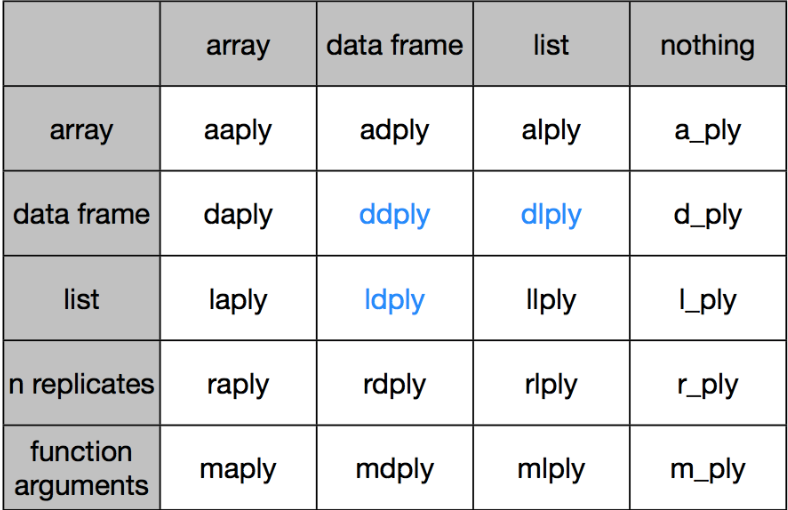 array data frame list nothing
array aaply adply alply a_ply
data frame daply ddply dlply d_ply
list laply ldply llply l_ply
n replicates raply rdply rlply r_ply
function
arguments maply mdply mlply m_ply